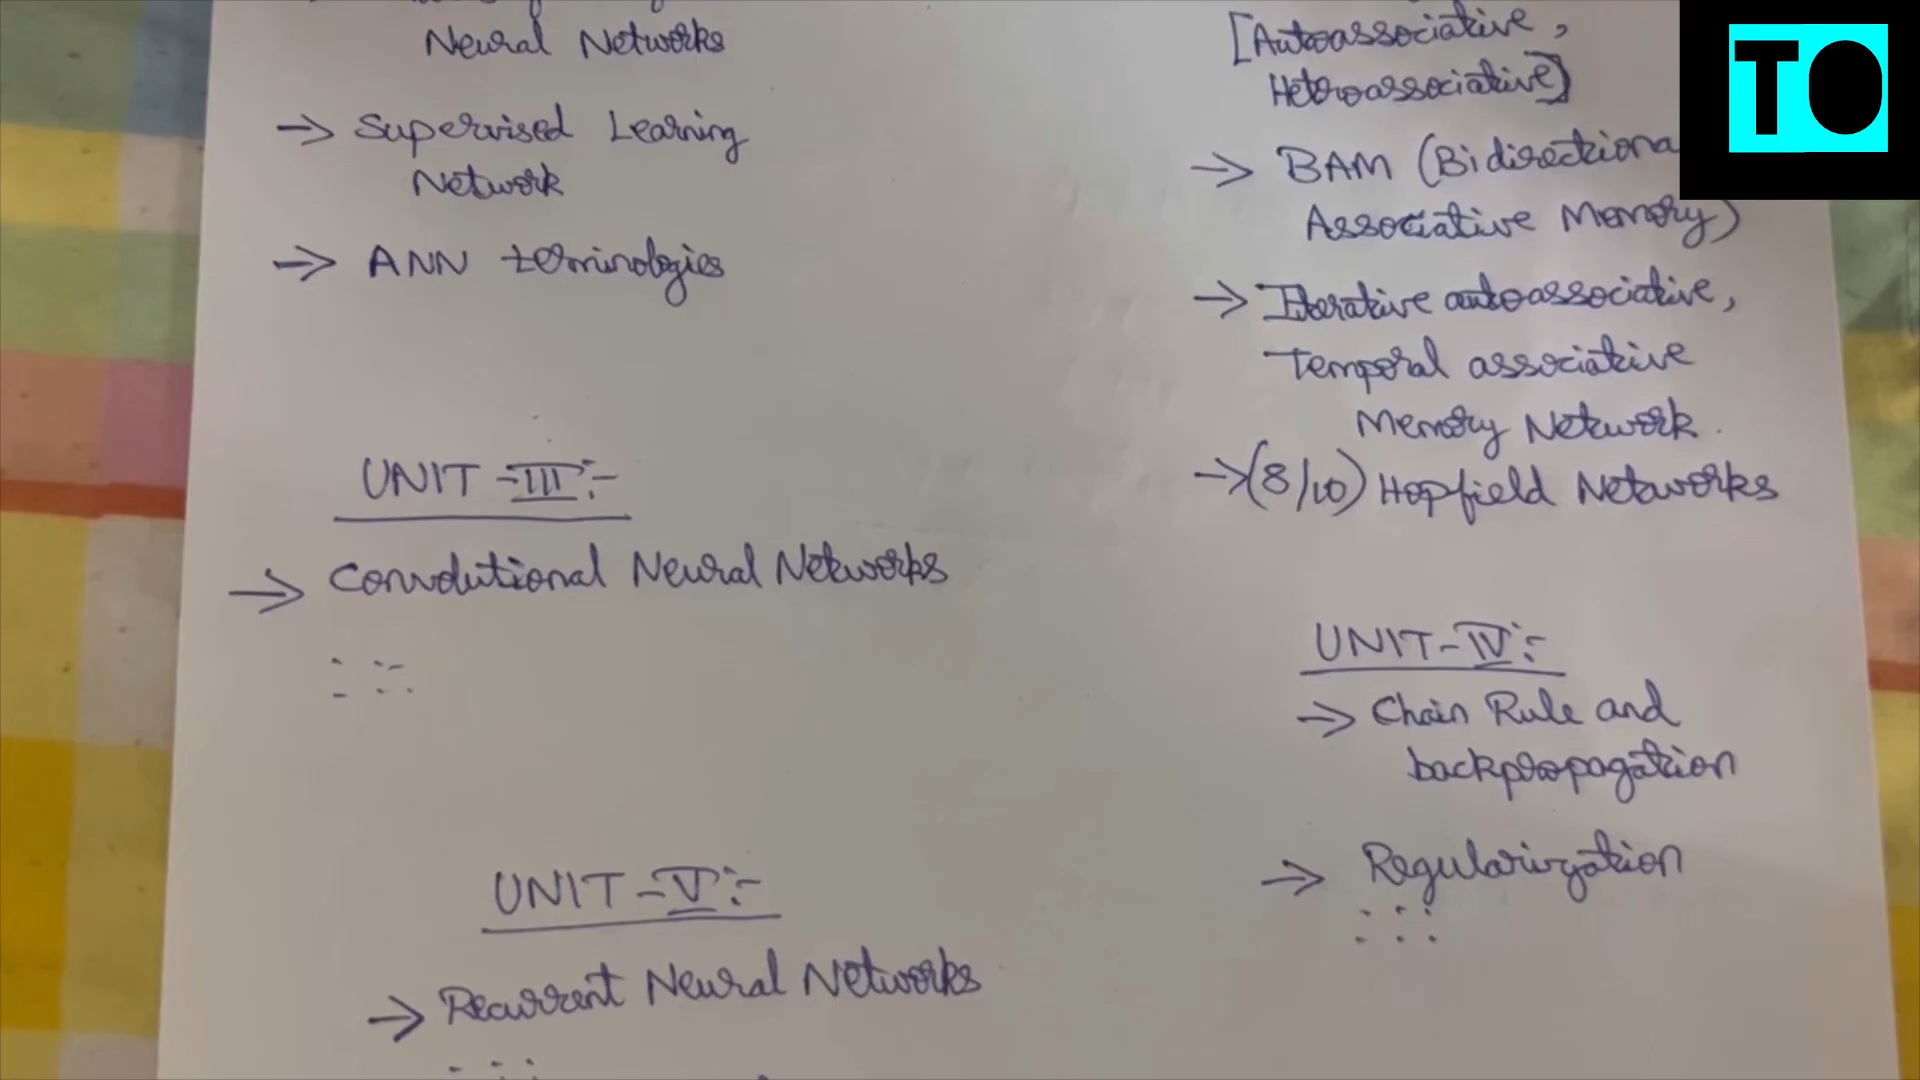 Neural Networks
→ Supervised Learning
Network
→ ANN terminologies
UNIT-III:-
→ Convolutional Neural Networks
UNIT-V:-
→ Recurrent Neural Networks
[Autoassociative,
Hetroassociative]
→ BAM (Bidirectiona
Associative Memory)
→ Iterative autoassociative,
Temporal associative
Memory Network.
→(8/10) Hopfield Networks
UNIT-IV:-
→ Chain Rule and
backpropagation
→ Regularization
TO